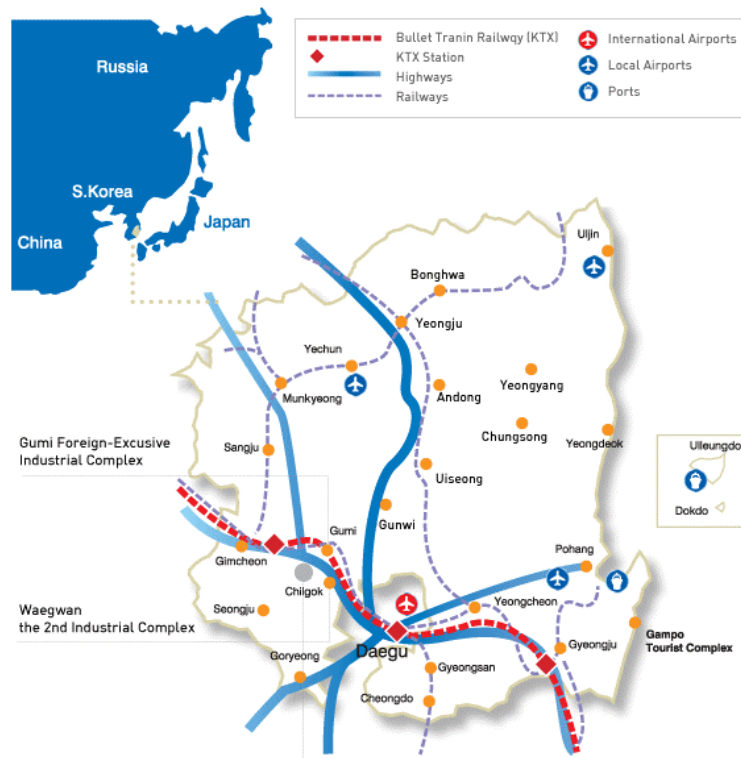 Russia
S.Korea
Japan
China
Bullet Tranin Railwqy (KTX)
KTX Station
Highways
Railways
International Airports
Local Airports
Ports
Uljin
Bonghwa
Yeongju
Yechun
Munkyeong
Andong
Yeongyang
Chungsong
Yeongdeok
Sangju
Uiseong
Gumi Foreign-Excusive
Industrial Complex
Ulleungdo
Dokdo
Gunwi
Gumi
Gimcheon
Chilgok
Pohang
Seongju
Yeongcheon
Waegwan
the 2nd Industrial Complex
Gampo
Tourist Complex
Daegu
Gyeongju
Goryeong
Gyeongsan
Cheongdo